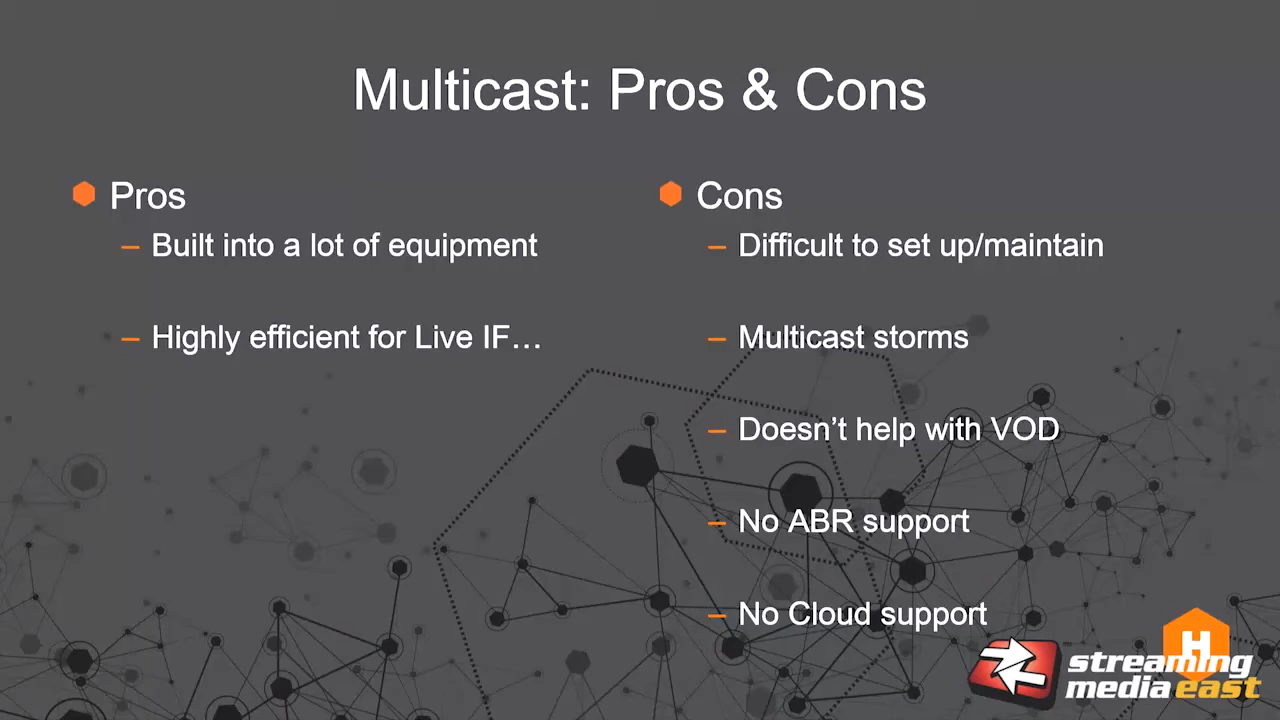 Multicast: Pros & Cons
Pros
– Built into a lot of equipment
– Highly efficient for Live IF…
Cons
– Difficult to set up/maintain
– Multicast storms
– Doesn’t help with VOD
– No ABR support
– No Cloud support
H
streaming
media east